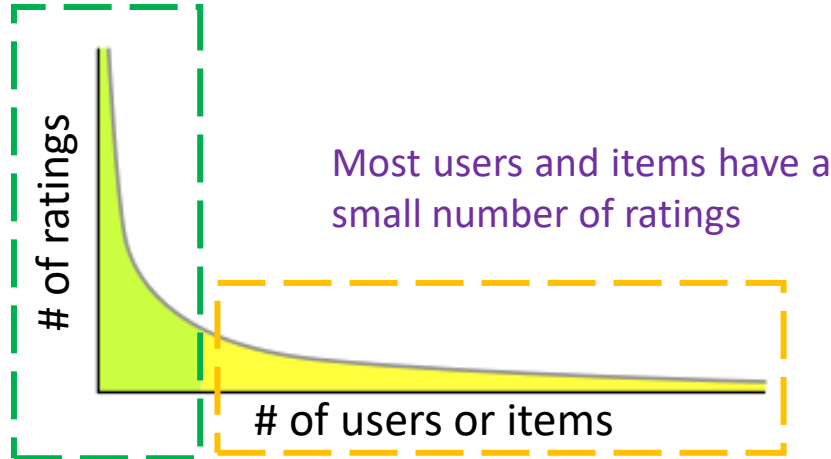 # of ratings
Most users and items have a
small number of ratings
# of users or items